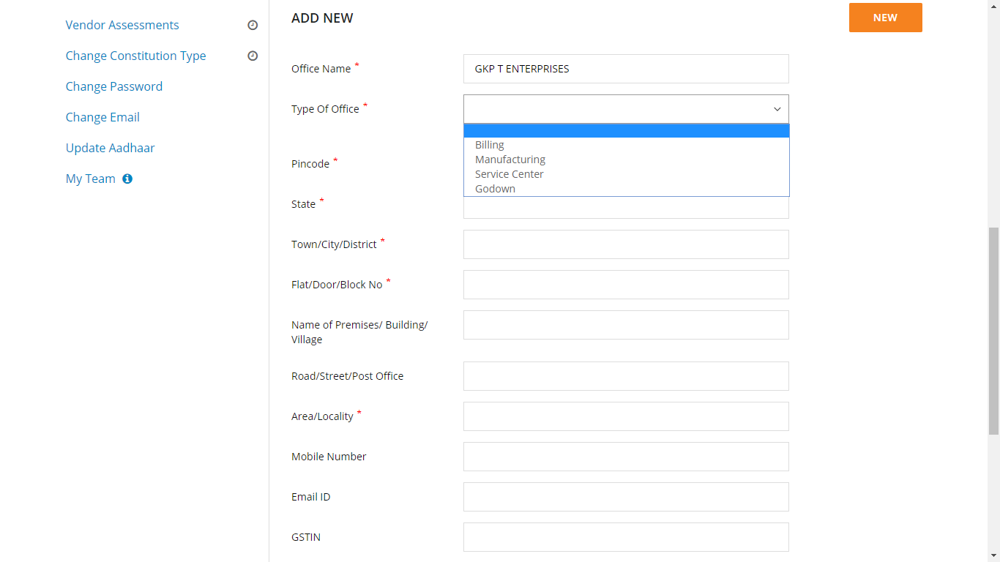 Vendor Assessments
Change Constitution Type
Change Password
Change Email
Update Aadhaar
My Team
ADD NEW
NEW
Office Name *
GKP T ENTERPRISES
Type Of Office *
Billing
Manufacturing
Service Center
Godown
Pincode *
State *
Town/City/District *
Flat/Door/Block No *
Name of Premises/ Building/
Village
Road/Street/Post Office
Area/Locality *
Mobile Number
Email ID
GSTIN